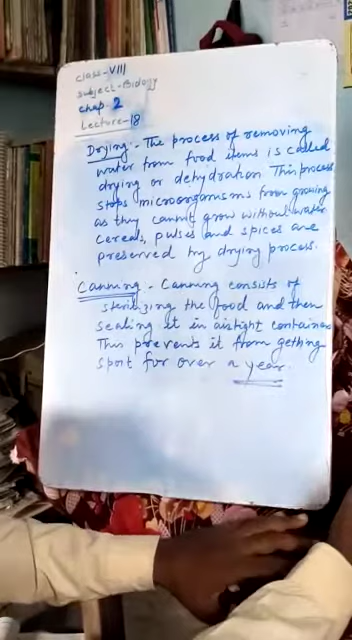 Class-VIII
Subject-Biology
Chap. 2
Lecture-18
Drying:- The process of removing
water from food items is called
drying or dehydration This process
stops microorganisms from growing
as they cannot grow without water
Cereals, pulses and spices are
preserved by drying process.
Canning - Canning consists of
sterilizing the food and then
sealing it in airtight container
This prevents it from getting
spoit for over a year.